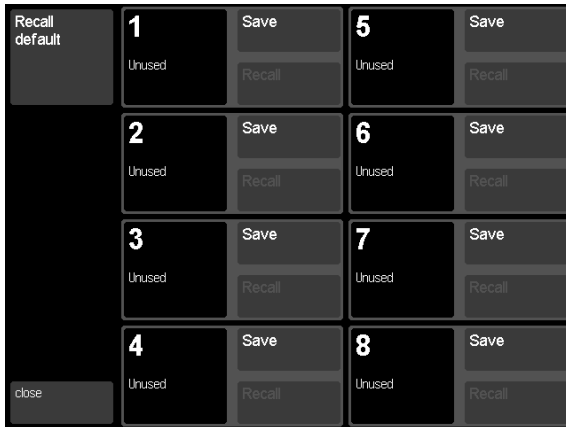 Recall
default
1
Save
Unused
Recall
5
Save
Unused
Recall
2
Save
Unused
Recall
6
Save
Unused
Recall
3
Save
Unused
Recall
7
Save
Unused
Recall
4
Save
Unused
Recall
8
Save
Unused
Recall
close